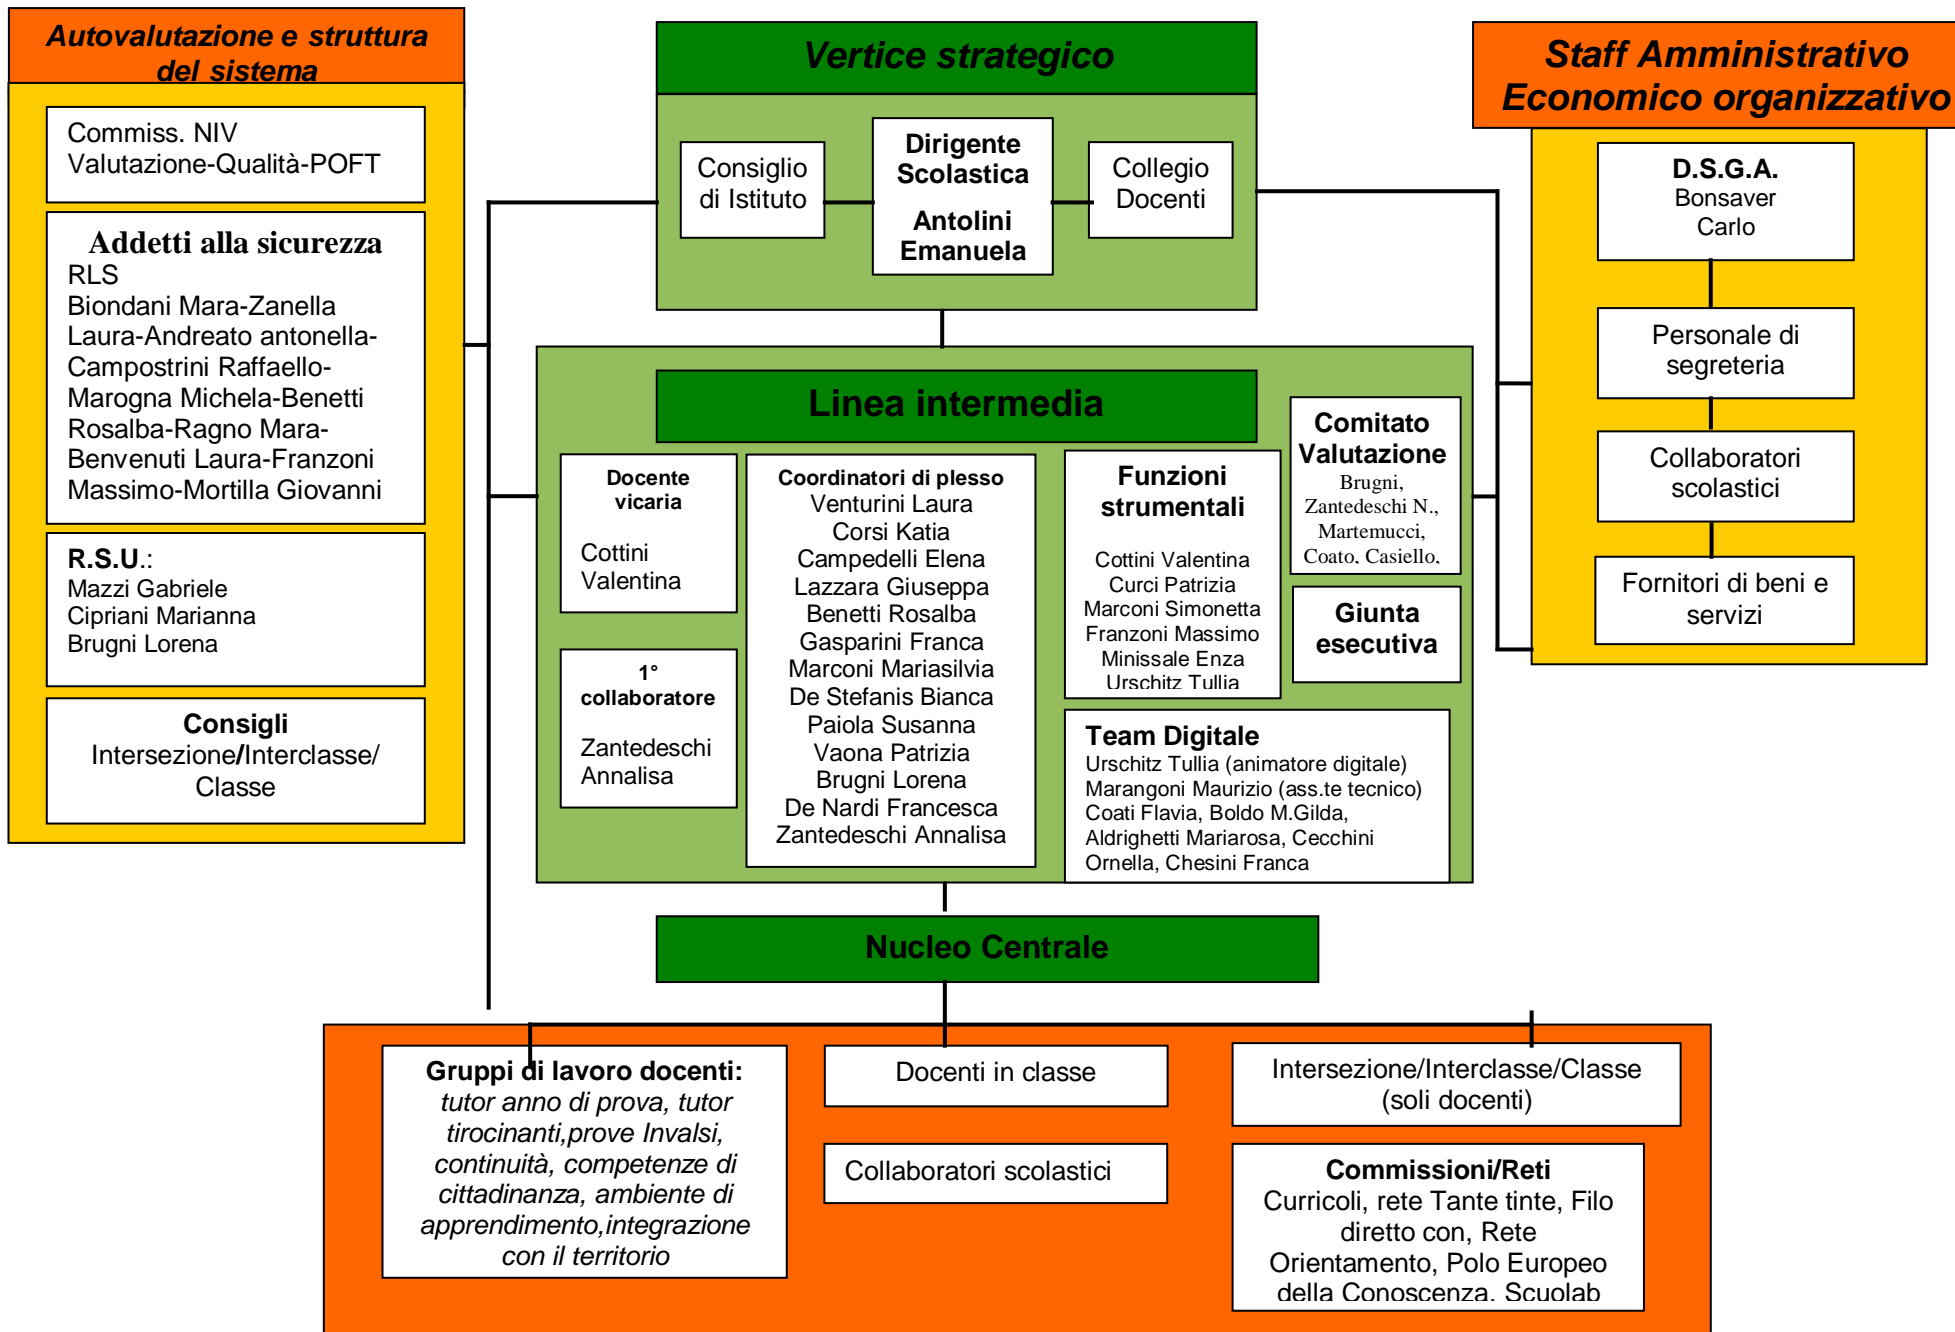 Autovalutazione e struttura
del sistema
Commiss. NIV
Valutazione-Qualità-POFT
Addetti alla sicurezza
RLS
Biondani Mara-Zanella
Laura-Andreato antonella-
Campostrini Raffaello-
Marogna Michela-Benetti
Rosalba-Ragno Mara-
Benvenuti Laura-Franzoni
Massimo-Mortilla Giovanni
R.S.U.:
Mazzi Gabriele
Cipriani Marianna
Brugni Lorena
Consigli
Intersezione/Interclasse/
Classe
Vertice strategico
Consiglio
di Istituto
Dirigente
Scolastica
Antolini
Emanuela
Collegio
Docenti
Linea intermedia
Docente
vicaria
Cottini
Valentina
1°
collaboratore
Zantedeschi
Annalisa
Coordinatori di plesso
Venturini Laura
Corsi Katia
Campedelli Elena
Lazzara Giuseppa
Benetti Rosalba
Gasparini Franca
Marconi Mariasilvia
De Stefanis Bianca
Paiola Susanna
Vaona Patrizia
Brugni Lorena
De Nardi Francesca
Zantedeschi Annalisa
Funzioni
strumentali
Cottini Valentina
Curci Patrizia
Marconi Simonetta
Franzoni Massimo
Minissale Enza
Urschitz Tullia
Comitato
Valutazione
Brugni,
Zantedeschi N.,
Martemucci,
Coato, Casiello,
Giunta
esecutiva
Team Digitale
Urschitz Tullia (animatore digitale)
Marangoni Maurizio (ass.te tecnico)
Coati Flavia, Boldo M.Gilda,
Aldrighetti Mariarosa, Cecchini
Ornella, Chesini Franca
Staff Amministrativo
Economico organizzativo
D.S.G.A.
Bonsaver
Carlo
Personale di
segreteria
Collaboratori
scolastici
Fornitori di beni e
servizi
Nucleo Centrale
Gruppi di lavoro docenti:
tutor anno di prova, tutor
tirocinanti,prove Invalsi,
continuità, competenze di
cittadinanza, ambiente di
apprendimento,integrazione
con il territorio
Docenti in classe
Collaboratori scolastici
Intersezione/Interclasse/Classe
(soli docenti)
Commissioni/Reti
Curricoli, rete Tante tinte, Filo
diretto con, Rete
Orientamento, Polo Europeo
della Conoscenza, Scuolab